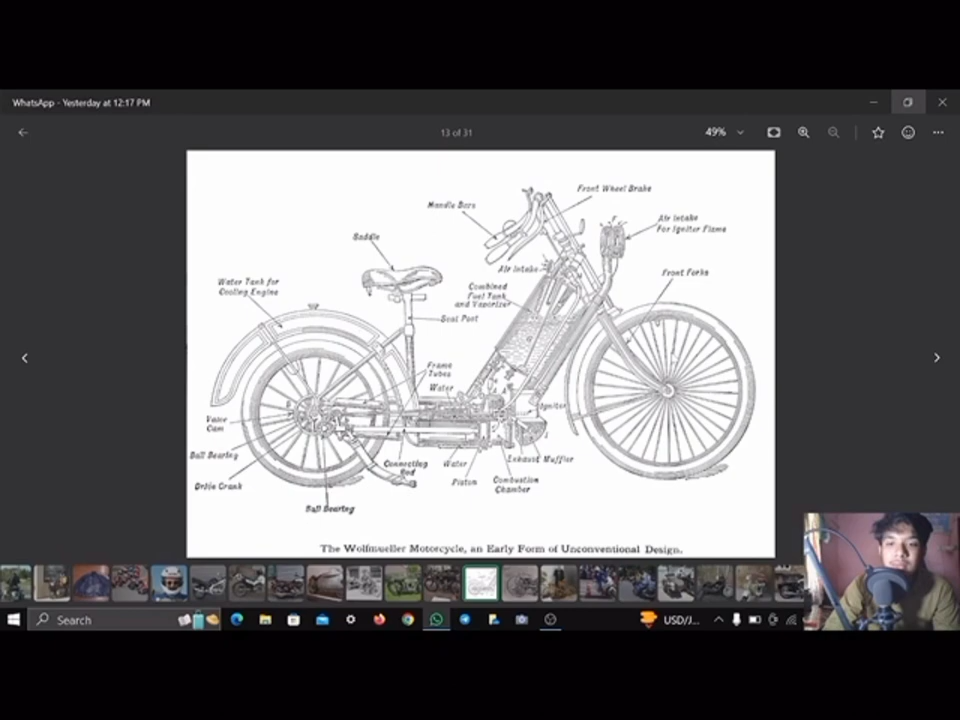 WhatsApp - Yesterday at 12:17 PM
13 of 31
49%
Front Wheel Brake
Handle Bars
Air Intake
For Igniter Flame
Saddle
Air Intake
Front Forks
Water Tank for
Cooling Engine
Combined
Fuel Tank
and Vaporizer
Seat Post
Frame
Tubes
Water
Igniter
Valve
Cam
Ball Bearing
Connecting
Rod
Water
Exhaust Muffler
Drive Crank
Piston
Combustion
Chamber
Ball Bearing
The Wolfmueller Motorcycle, an Early Form of Unconventional Design.
Search
USD/J...